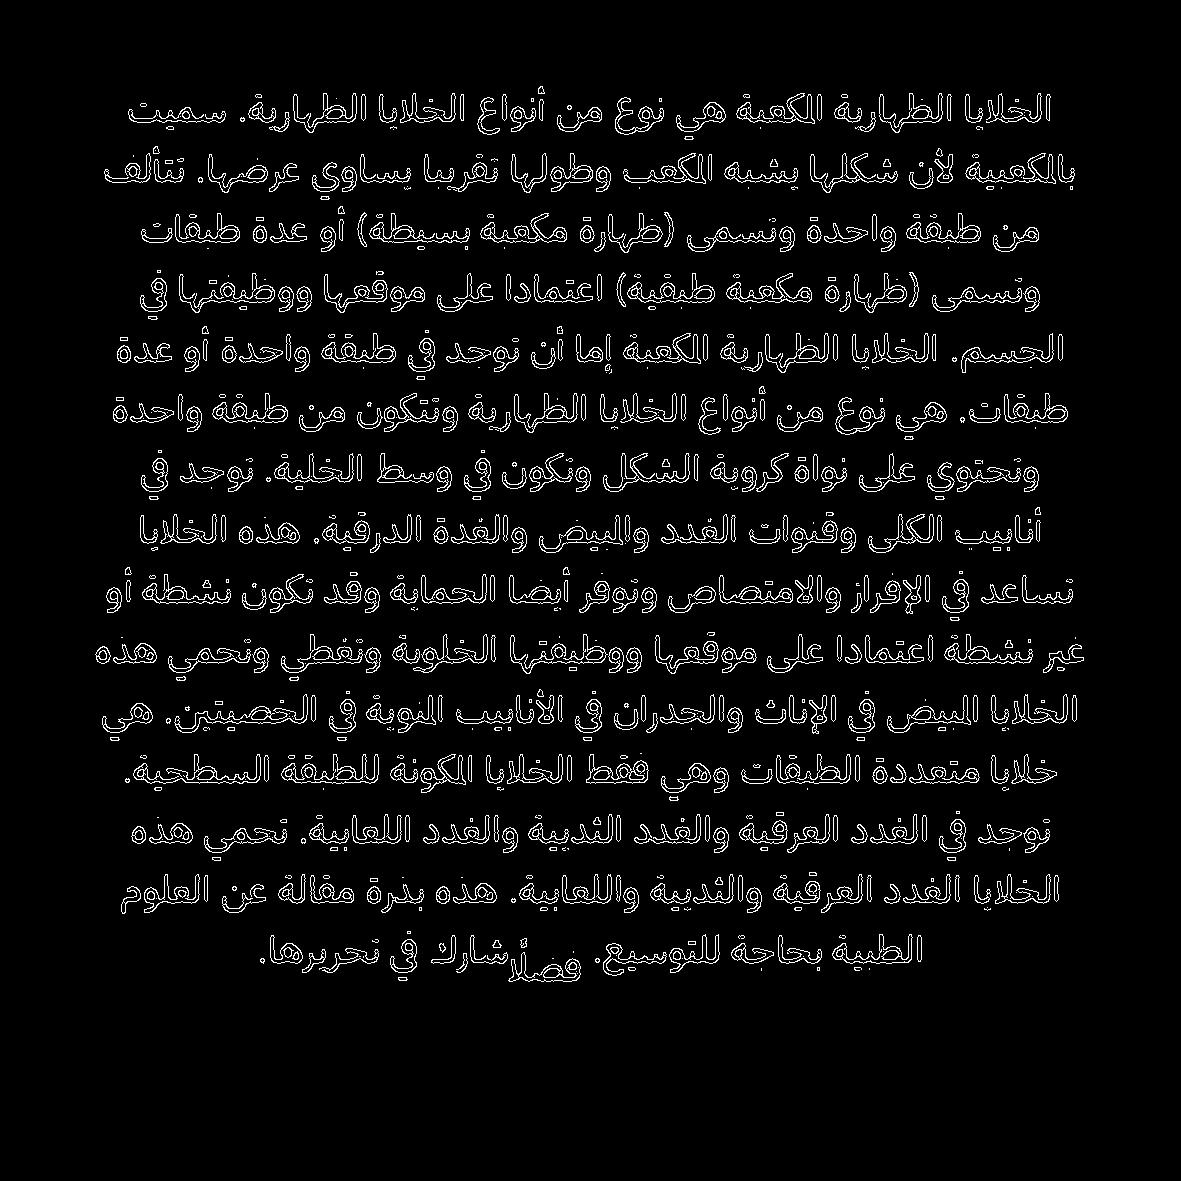 الخلايا الظهارية المكعبة هي نوع من أنواع الخلايا الظهارية. سميت
بالمكعبية لأن شكلها يشبه المكعب وطولها تقريبا يساوي عرضها. تتألف
من طبقة واحدة وتسمى (ظهارة مكعبة بسيطة) أو عدة طبقات
وتسمى (ظهارة مكعبة طبقية) اعتمادا على موقعها ووظيفتها في
الجسم. الخلايا الظهارية المكعبة إما أن توجد في طبقة واحدة أو عدة
طبقات. هي نوع من أنواع الخلايا الظهارية وتتكون من طبقة واحدة
وتحتوي على نواة كروية الشكل وتكون في وسط الخلية. توجد في
أنابيب الكلى وقنوات الغدد والمبيض والغدة الدرقية. هذه الخلايا
تساعد في الإفراز والامتصاص وتوفر أيضا الحماية وقد تكون نشطة أو
غير نشطة اعتمادا على موقعها ووظيفتها الخلوية وتغطي وتحمي هذه
الخلايا المبيض في الإناث والجدران في الأنابيب المنوية في الخصيتين. هي
خلايا متعددة الطبقات وهي فقط الخلايا المكونة للطبقة السطحية.
توجد في الغدد العرقية والغدد الثديية والغدد اللعابية. تحمي هذه
الخلايا الغدد العرقية والثديية واللعابية. هذه بذرة مقالة عن العلوم
الطبية بحاجة للتوسيع. فضلًا شارك في تحريرها.